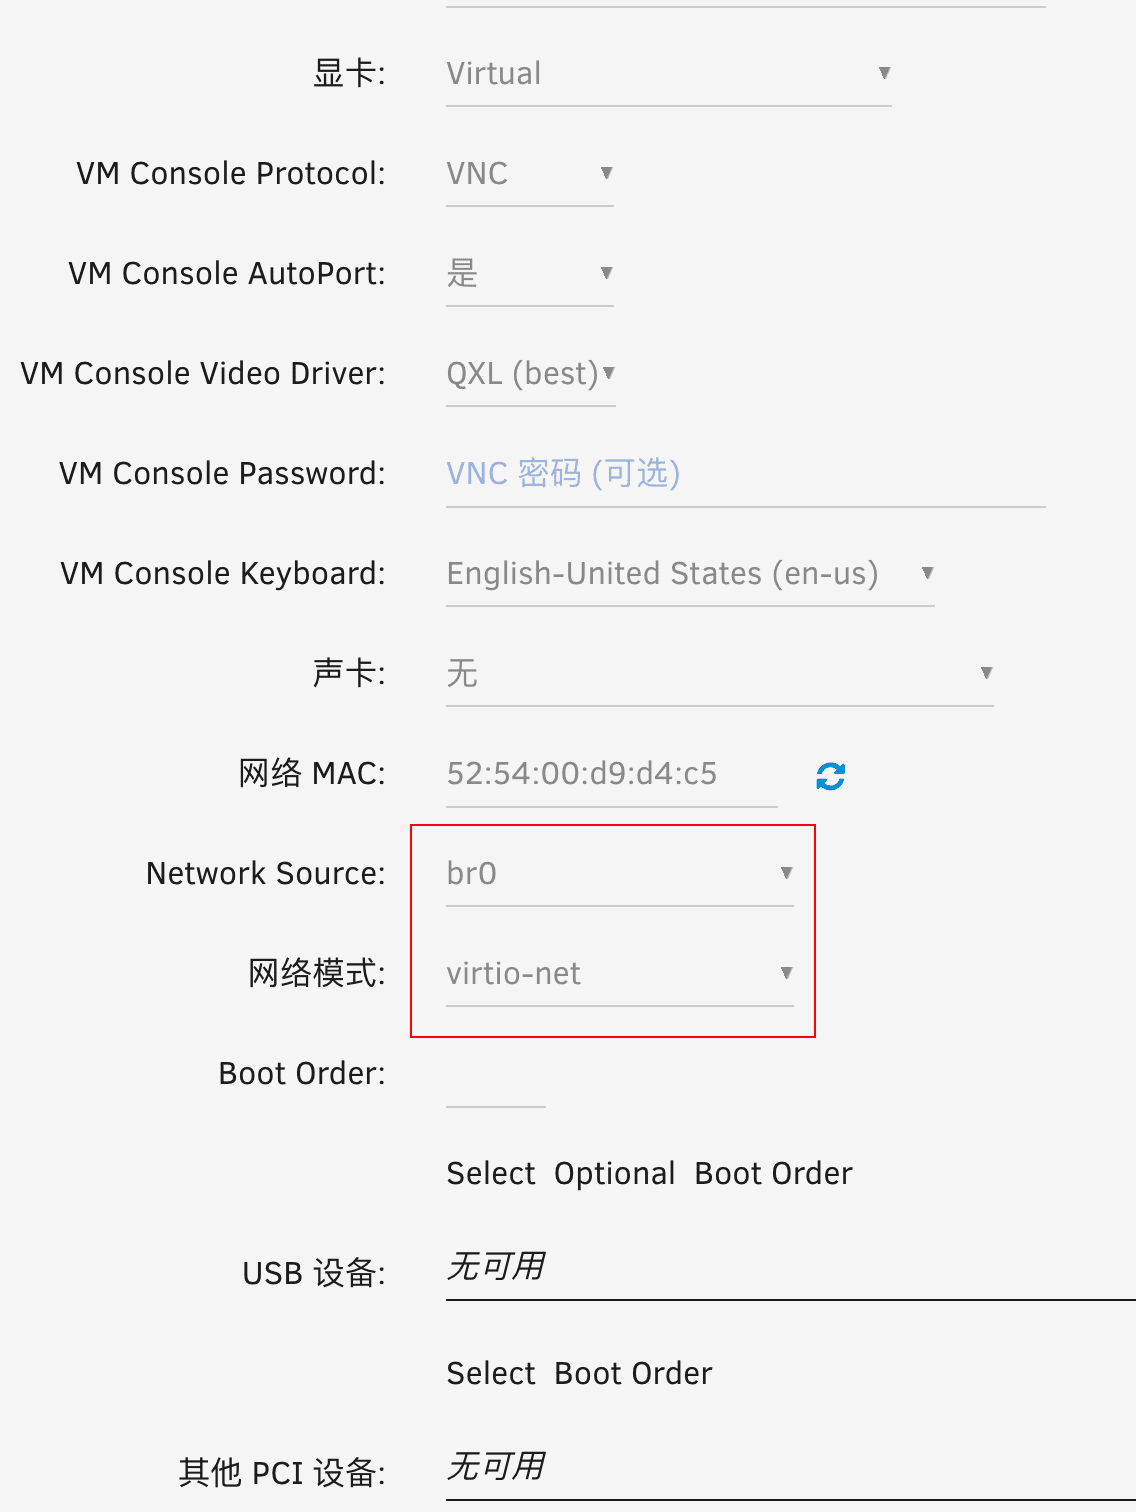 显卡: Virtual
VM Console Protocol: VNC
VM Console AutoPort: 是
VM Console Video Driver: QXL (best)
VM Console Password: VNC 密码 (可选)
VM Console Keyboard: English-United States (en-us)
声卡: 无
网络 MAC: 52:54:00:d9:d4:c5
Network Source: br0
网络模式: virtio-net
Boot Order:
Select Optional Boot Order
USB 设备: 无可用
Select Boot Order
其他 PCI 设备: 无可用